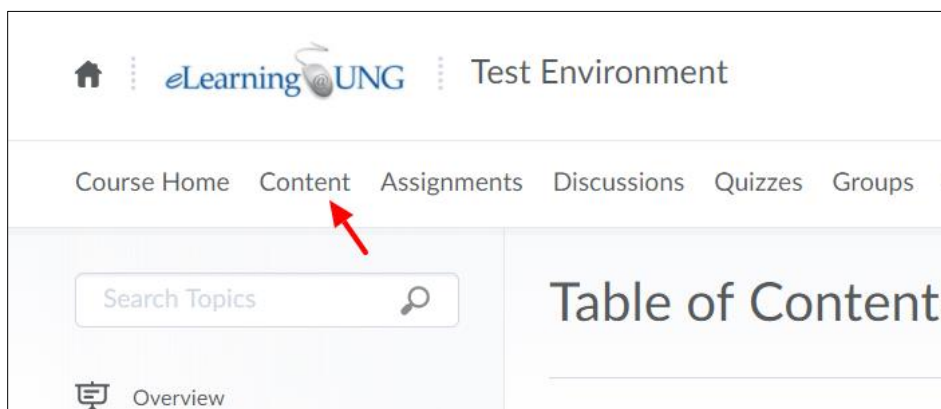 eLearning@UNG Test Environment
Course Home Content Assignments Discussions Quizzes Groups
Search Topics
Table of Content
Overview